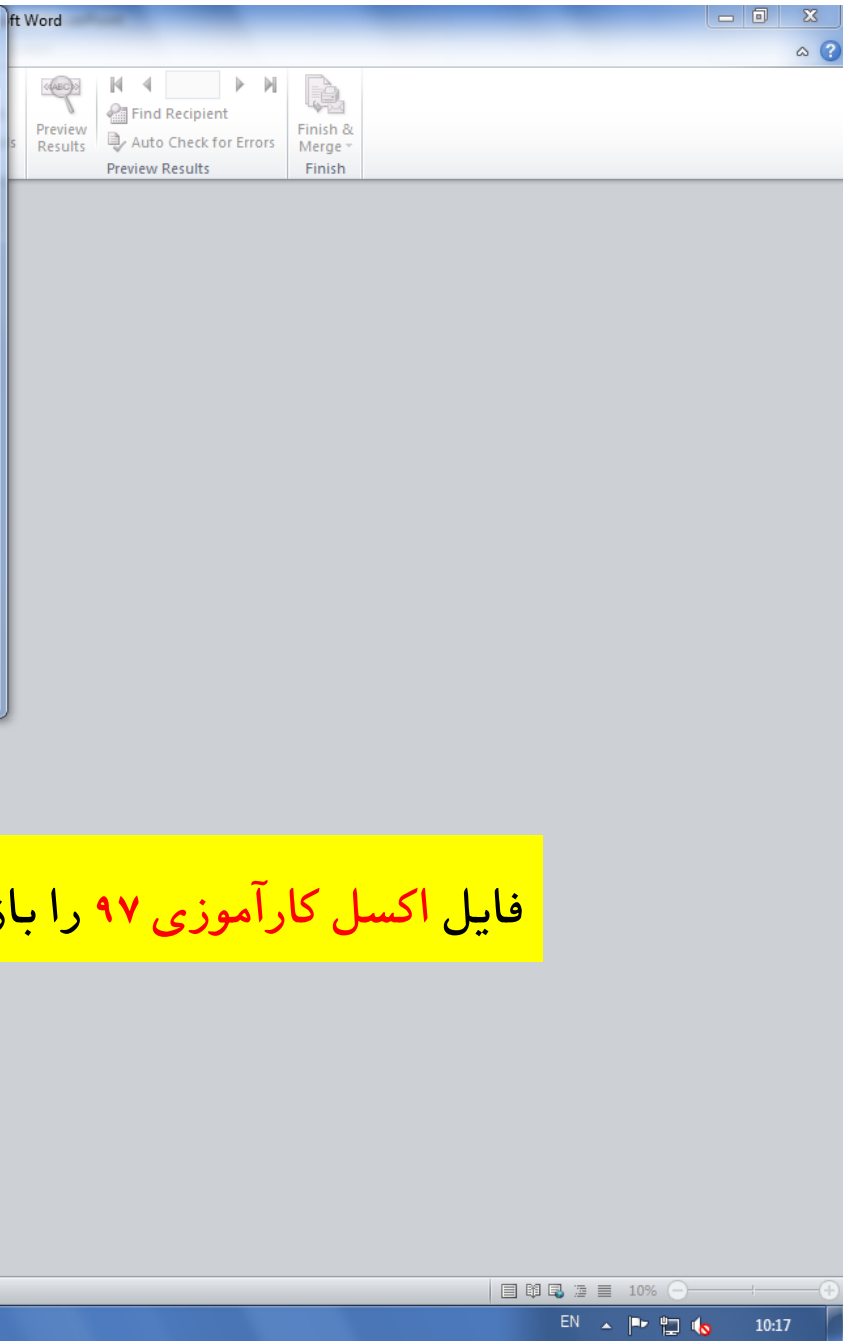 ft Word
Find Recipient
Preview Results
Auto Check for Errors
Finish & Merge
Preview Results
Finish
فایل اکسل کارآموزی ۹۷ را باز
10%
EN
10:17